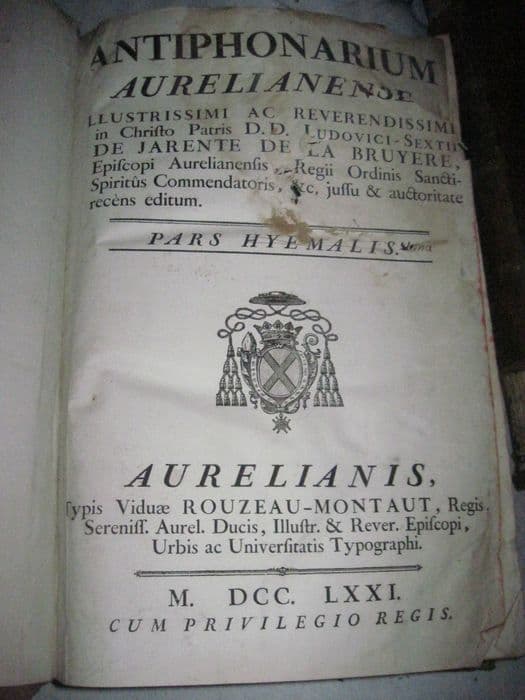 ANTIPHONARIUM
AURELIANENSE
ILLUSTRISSIMI AC REVERENDISSIMI
in Chriſto Patris D. D. LUDOVICI-SEXTII
DE JARENTE DE LA BRUYERE,
Epiſcopi Aurelianenſis, Regii Ordinis Sancti-
Spiritûs Commendatoris, &c, juſſu & auctoritate
recèns editum.
PARS HYEMALIS.
AURELIANIS,
Typis Viduæ ROUZEAU-MONTAUT, Regis,
Sereniſſ. Aurel. Ducis, Illuſtr. & Rever. Epiſcopi,
Urbis ac Univerſitatis Typographi.
M. DCC. LXXI.
CUM PRIVILEGIO REGIS.